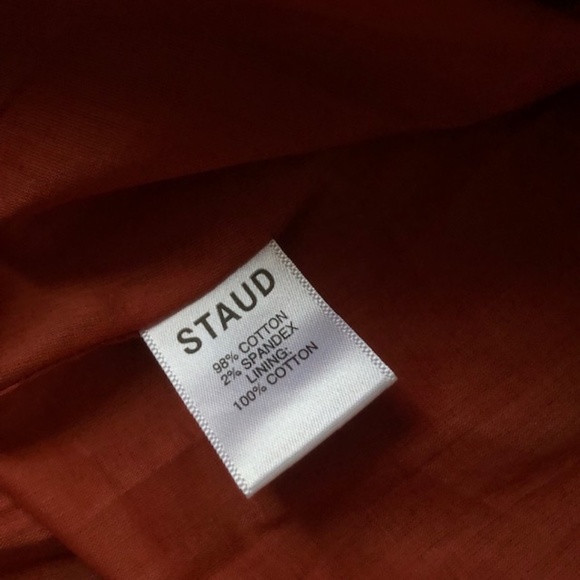 STAUD
98% COTTON
2% SPANDEX
LINING:
100% COTTON